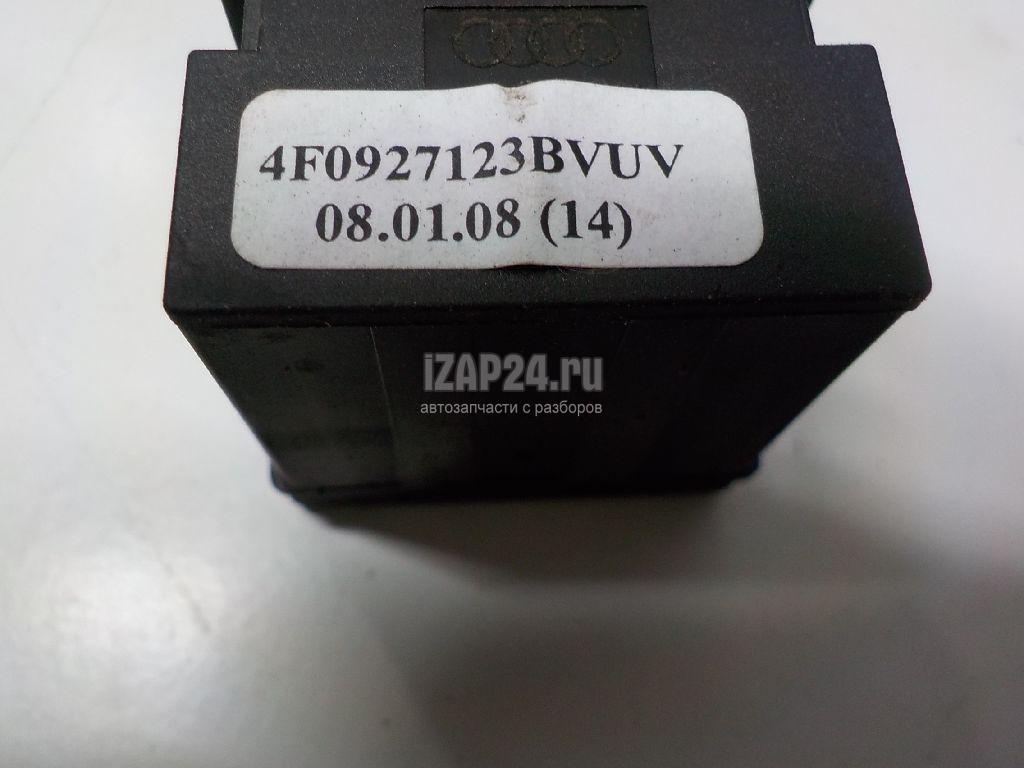 4F0927123BVUV
08.01.08 (14)
iZAP24.ru
автозапчасти с разборов